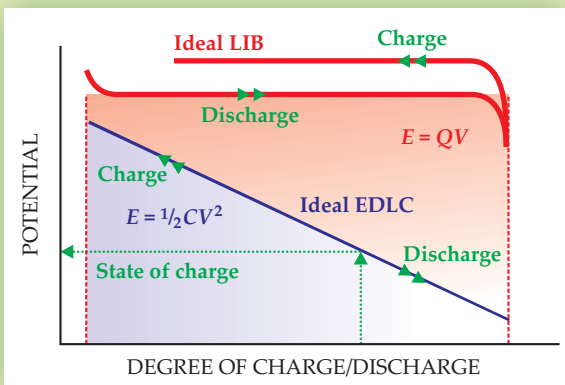 Ideal LIB
Charge
Discharge
E = QV
Charge
E = 1/2CV²
Ideal EDLC
Discharge
State of charge
POTENTIAL
DEGREE OF CHARGE/DISCHARGE